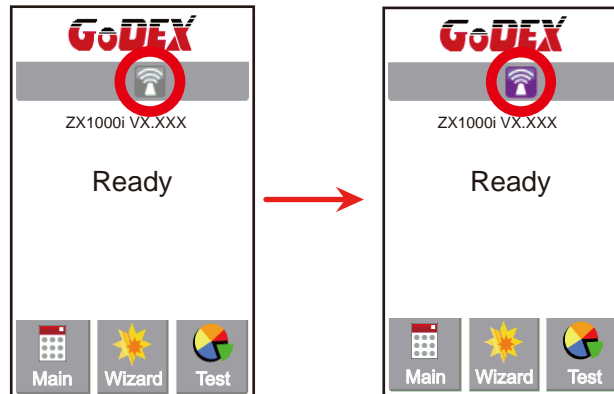 GoDEX
ZX1000i VX.XXX
Ready
Main Wizard Test
GoDEX
ZX1000i VX.XXX
Ready
Main Wizard Test